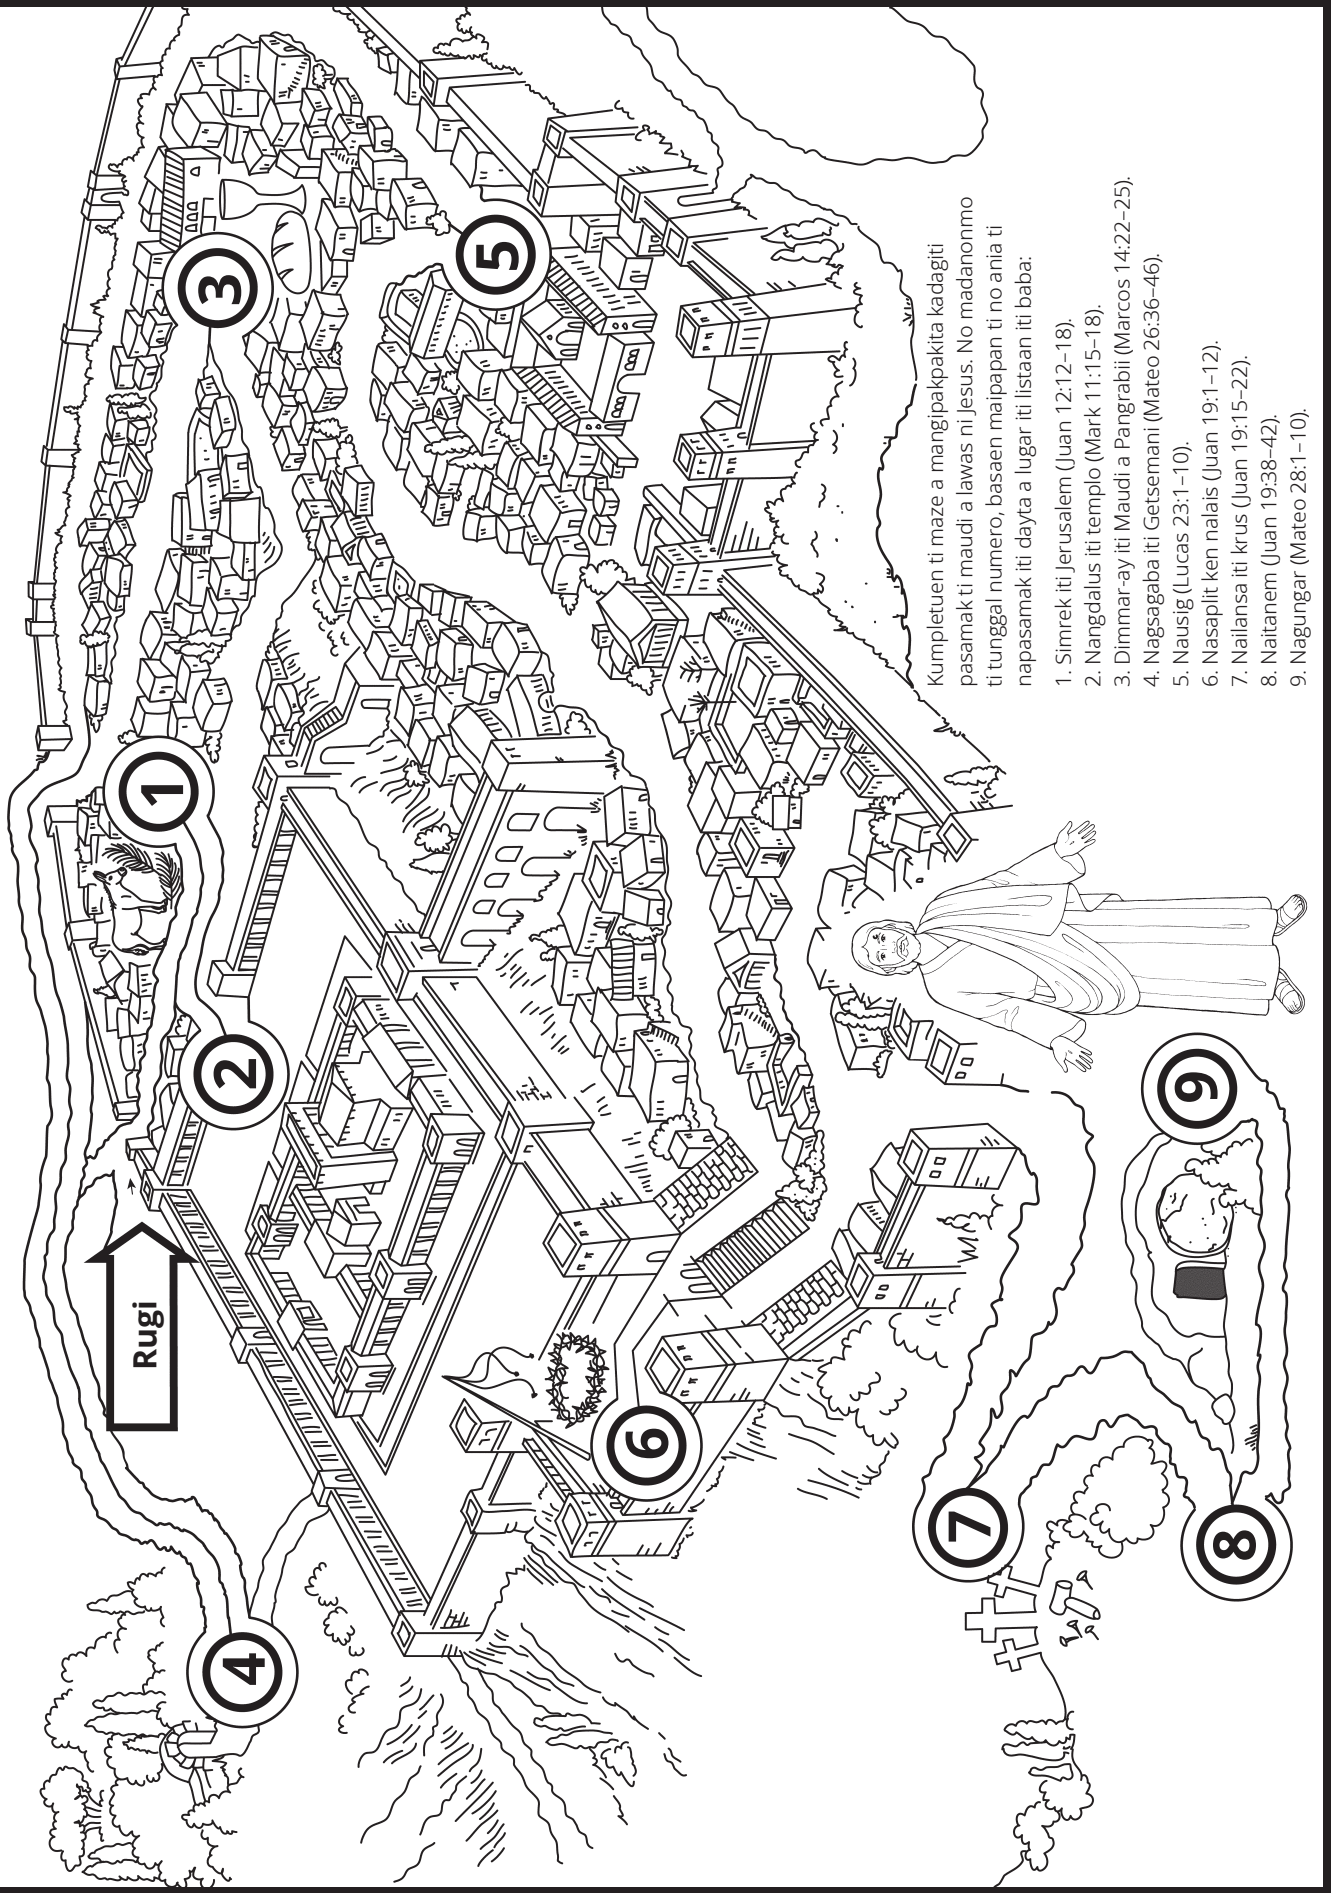 Rugi
1
2
3
4
5
6
7
8
9
Kumpletuen ti maze a mangipakpakita kadagiti
pasamak ti maudi a lawas ni Jesus. No madanonmo
ti tunggal numero, basaen maipapan ti no ania ti
napasamak iti dayta a lugar iti listaan iti baba:
1. Simrek iti Jerusalem (Juan 12:12–18).
2. Nangdalus iti templo (Mark 11:15–18).
3. Dimmar-ay iti Maudi a Pangrabii (Marcos 14:22–25).
4. Nagsagaba iti Getsemani (Mateo 26:36–46).
5. Nausig (Lucas 23:1–10).
6. Nasaplit ken nalais (Juan 19:1–12).
7. Nailansa iti krus (Juan 19:15–22).
8. Naitanem (Juan 19:38–42).
9. Nagungar (Mateo 28:1–10).